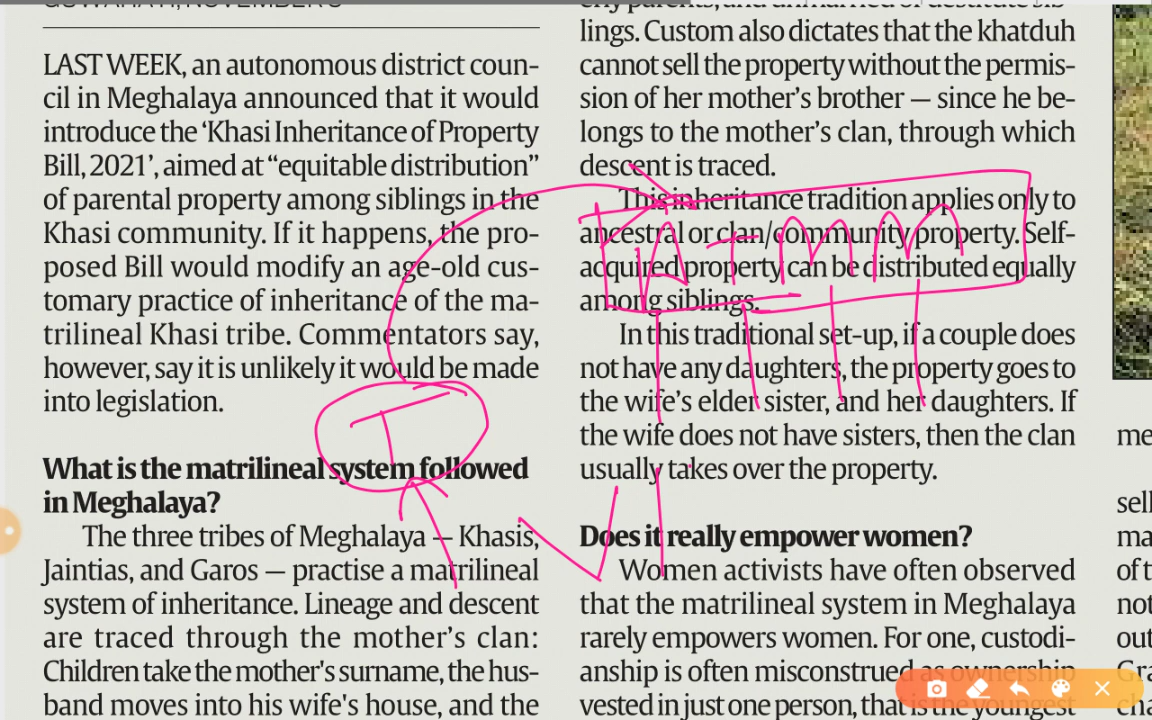 GUWAHATI, NOVEMBER
LAST WEEK, an autonomous district coun-
cil in Meghalaya announced that it would
introduce the ‘Khasi Inheritance of Property
Bill, 2021’, aimed at “equitable distribution”
of parental property among siblings in the
Khasi community. If it happens, the pro-
posed Bill would modify an age-old cus-
tomary practice of inheritance of the ma-
trilineal Khasi tribe. Commentators say,
however, say it is unlikely it would be made
into legislation.
What is the matrilineal system followed
in Meghalaya?
The three tribes of Meghalaya — Khasis,
Jaintias, and Garos — practise a matrilineal
system of inheritance. Lineage and descent
are traced through the mother’s clan:
Children take the mother's surname, the hus-
band moves into his wife's house, and the
lings. Custom also dictates that the khatduh
cannot sell the property without the permis-
sion of her mother’s brother — since he be-
longs to the mother’s clan, through which
descent is traced.
This inheritance tradition applies only to
ancestral or clan/community property. Self-
acquired property can be distributed equally
among siblings.
In this traditional set-up, if a couple does
not have any daughters, the property goes to
the wife’s elder sister, and her daughters. If
the wife does not have sisters, then the clan
usually takes over the property.
Does it really empower women?
Women activists have often observed
that the matrilineal system in Meghalaya
rarely empowers women. For one, custodi-
anship is often misconstrued as ownership
vested in just one person, that is the youngest
me
sell
ma
of t
not
out
Gra
cha